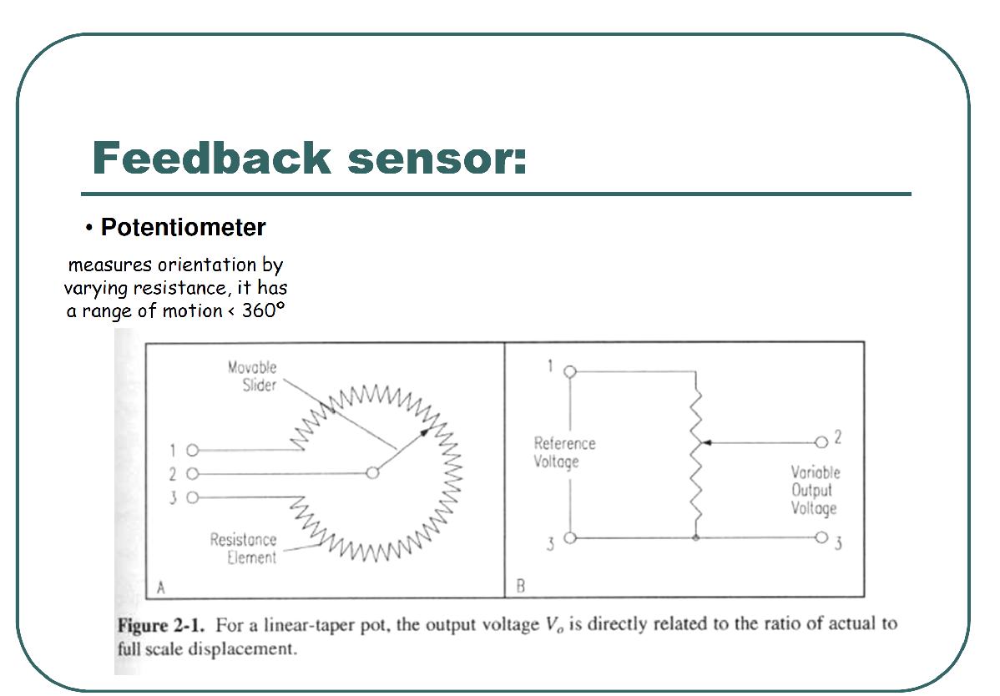 Feedback sensor:
• Potentiometer
measures orientation by
varying resistance, it has
a range of motion < 360º
Movable
Slider
1
2
3
Resistance
Element
A
1
Reference
Voltage
3
2
Variable
Output
Voltage
3
B
Figure 2-1. For a linear-taper pot, the output voltage Vo is directly related to the ratio of actual to
full scale displacement.